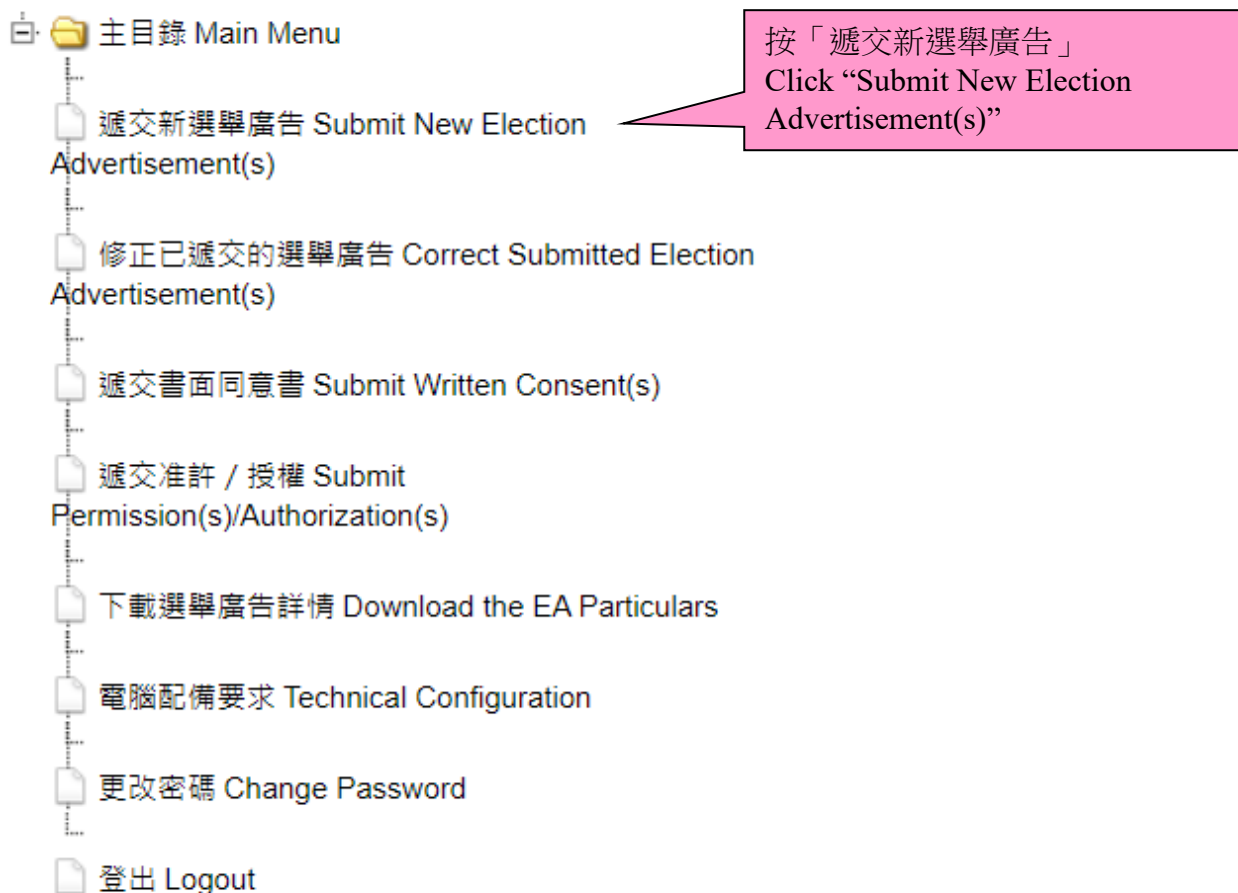 主目錄 Main Menu
按「遞交新選舉廣告」
Click “Submit New Election
Advertisement(s)”
遞交新選舉廣告 Submit New Election
Advertisement(s)
修正已遞交的選舉廣告 Correct Submitted Election
Advertisement(s)
遞交書面同意書 Submit Written Consent(s)
遞交准許 / 授權 Submit
Permission(s)/Authorization(s)
下載選舉廣告詳情 Download the EA Particulars
電腦配備要求 Technical Configuration
更改密碼 Change Password
登出 Logout